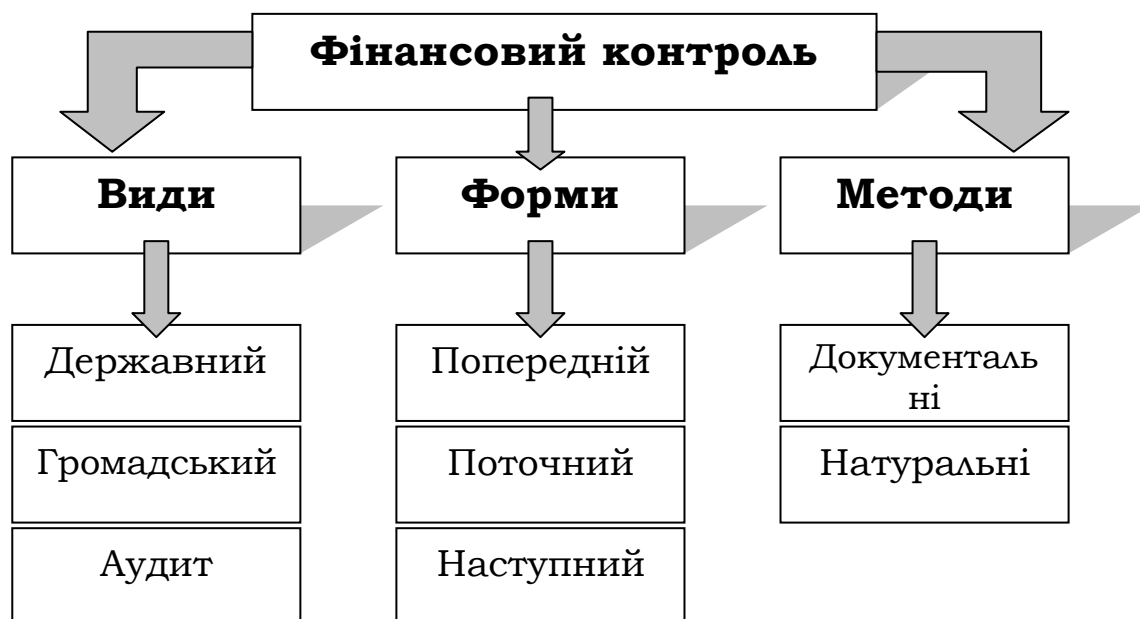 Фінансовий контроль
Види
Форми
Методи
Державний
Попередній
Документаль
ні
Громадський
Поточний
Натуральні
Аудит
Наступний